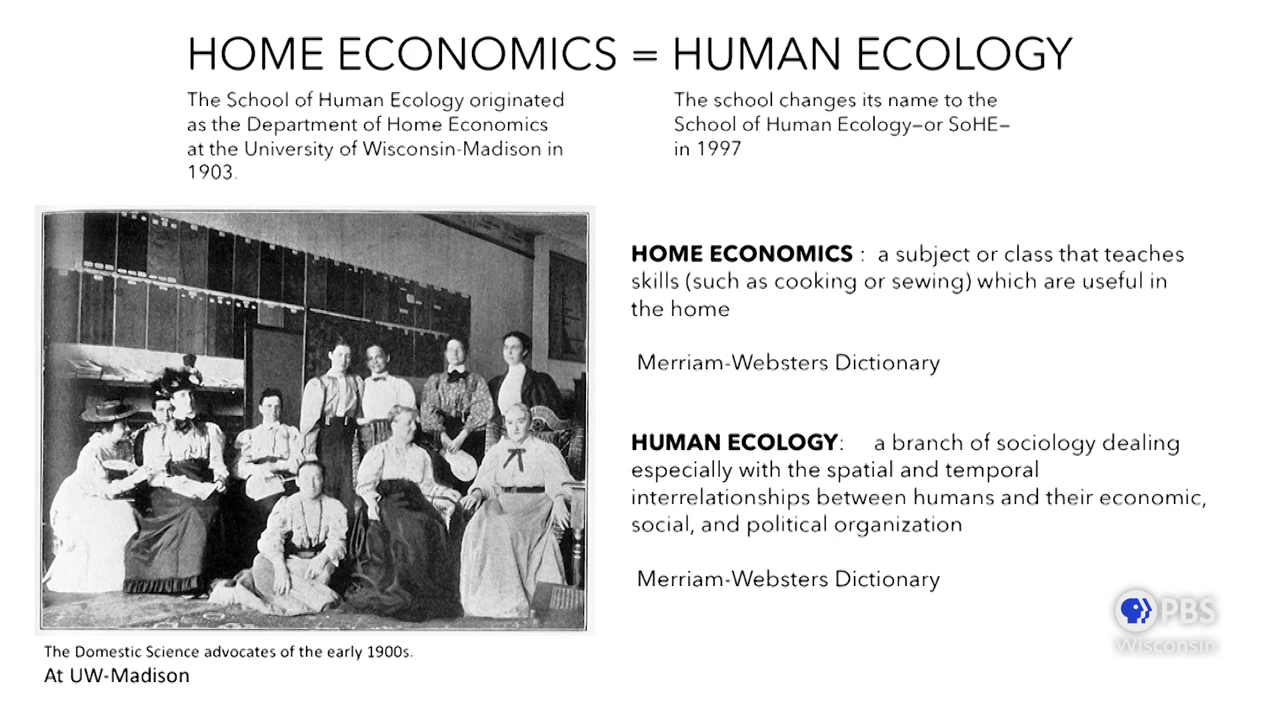 HOME ECONOMICS = HUMAN ECOLOGY
The School of Human Ecology originated
as the Department of Home Economics
at the University of Wisconsin-Madison in
1903.
The school changes its name to the
School of Human Ecology–or SoHE–
in 1997
HOME ECONOMICS : a subject or class that teaches
skills (such as cooking or sewing) which are useful in
the home
Merriam-Websters Dictionary
HUMAN ECOLOGY: a branch of sociology dealing
especially with the spatial and temporal
interrelationships between humans and their economic,
social, and political organization
Merriam-Websters Dictionary
The Domestic Science advocates of the early 1900s.
At UW-Madison
PBS
Wisconsin